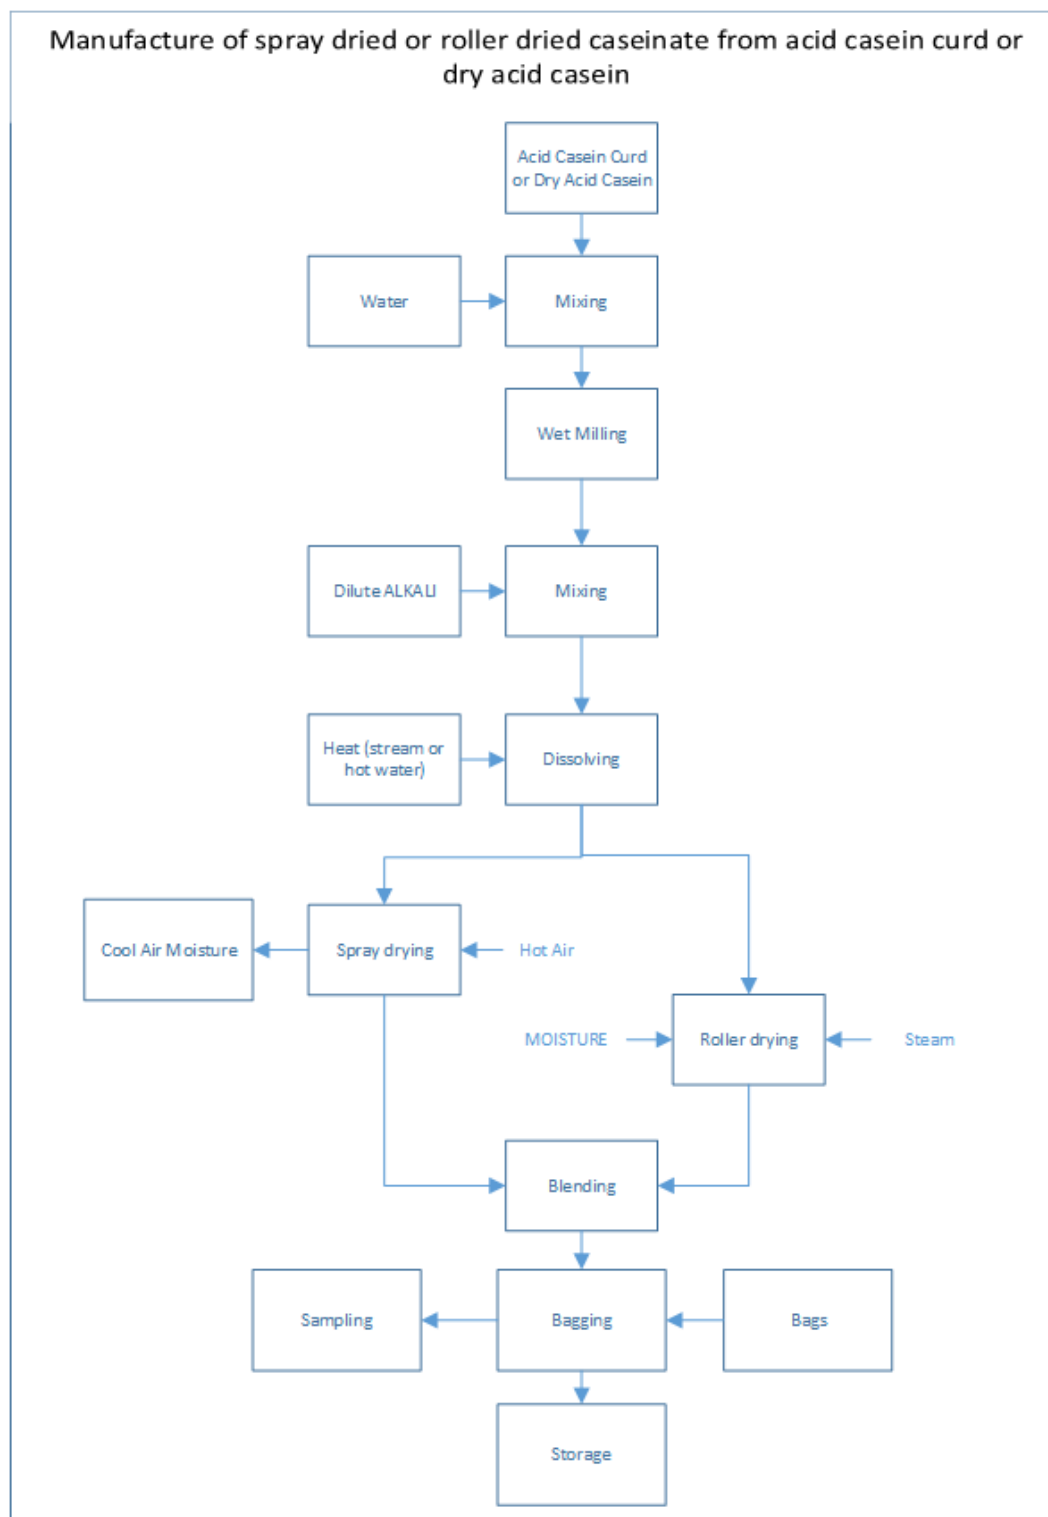 Manufacture of spray dried or roller dried caseinate from acid casein curd or
dry acid casein
Acid Casein Curd
or Dry Acid Casein
Water
Mixing
Wet Milling
Dilute ALKALI
Mixing
Heat (stream or
hot water)
Dissolving
Cool Air Moisture
Spray drying
Hot Air
MOISTURE
Roller drying
Steam
Blending
Sampling
Bagging
Bags
Storage